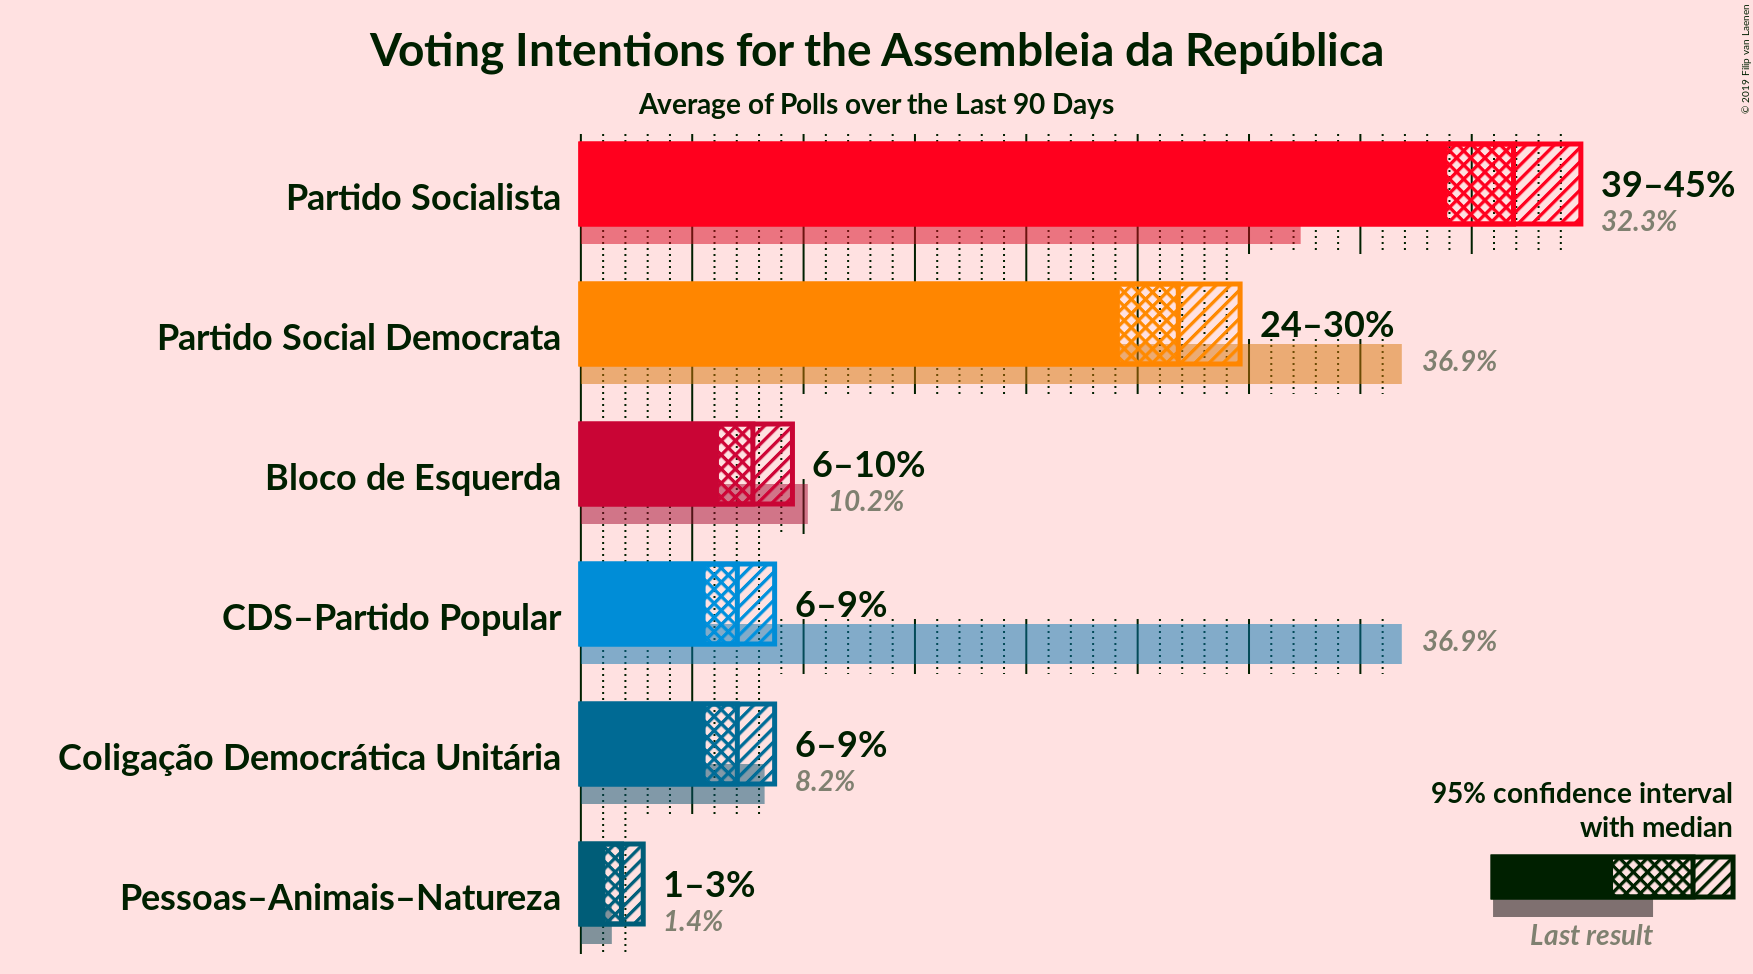 Voting Intentions for the Assembleia da República
Average of Polls over the Last 90 Days
© 2019 Filip van Laenen
Partido Socialista
39–45%
32.3%
Partido Social Democrata
24–30%
36.9%
Bloco de Esquerda
6–10%
10.2%
CDS–Partido Popular
6–9%
36.9%
Coligação Democrática Unitária
6–9%
8.2%
Pessoas–Animais–Natureza
1–3%
1.4%
95% confidence interval
with median
Last result